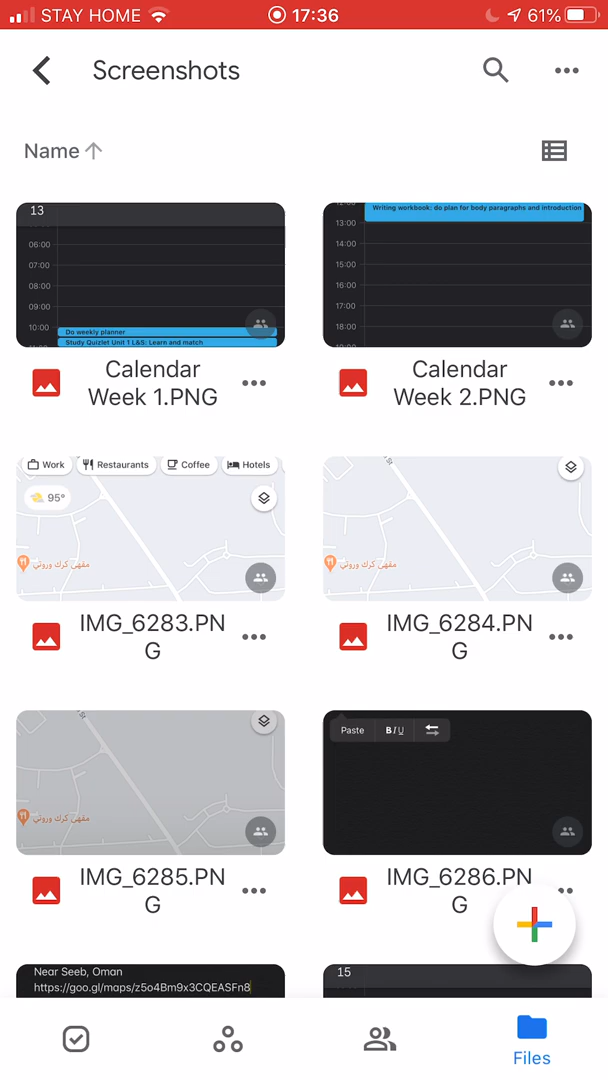 STAY HOME 17:36 61%
Screenshots
Name
13
06:00
07:00
08:00
09:00
10:00
Do weekly planner
Study Quizlet Unit 1 L&S: Learn and match
Writing workbook: do plan for body paragraphs and introduction
13:00
14:00
15:00
16:00
17:00
18:00
Calendar
Week 1.PNG
Calendar
Week 2.PNG
Work Restaurants Coffee Hotels
95°
مقهى كرك وروتي
مقهى كرك وروتي
IMG_6283.PN
G
IMG_6284.PN
G
مقهى كرك وروتي
Paste BIU
IMG_6285.PN
G
IMG_6286.PN
G
Near Seeb, Oman
https://goo.gl/maps/z5o4Bm9x3CQEASFn8
15
Files